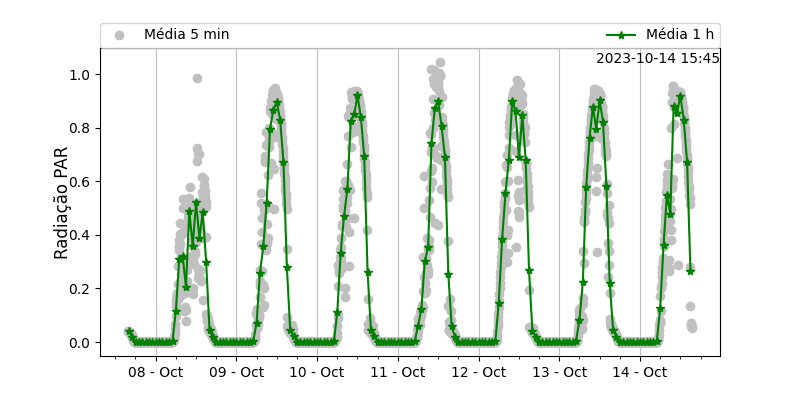 Média 5 min
Média 1 h
2023-10-14 15:45
Radiação PAR
1.0
0.8
0.6
0.4
0.2
0.0
08 - Oct
09 - Oct
10 - Oct
11 - Oct
12 - Oct
13 - Oct
14 - Oct